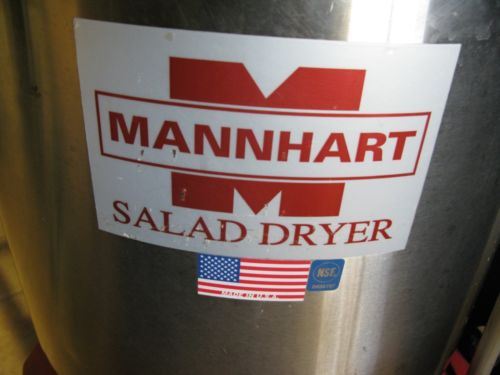 MANNHART
SALAD DRYER
MADE IN U.S.A.
NSF.